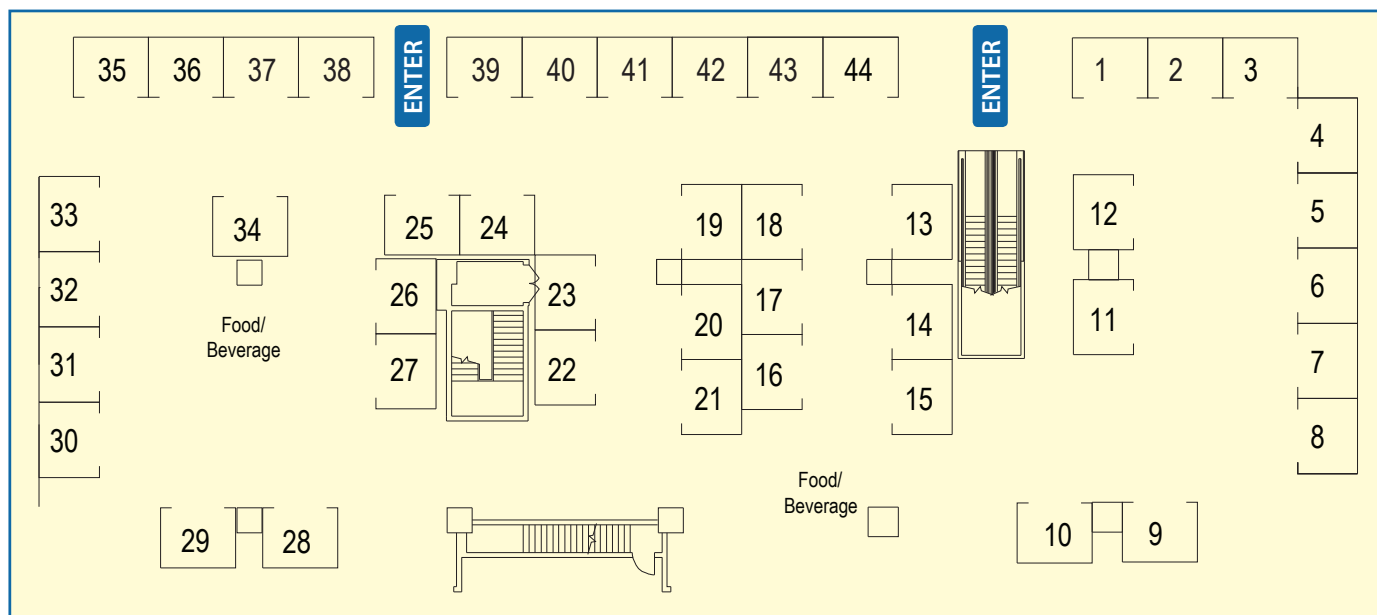 35 36 37 38 ENTER 39 40 41 42 43 44 ENTER 1 2 3
4
33 34 25 24 19 18 13 12 5
32 26 23 20 17 14 11 6
Food/
Beverage
31 27 22 21 16 15 7
30 8
Food/
Beverage
29 28 10 9